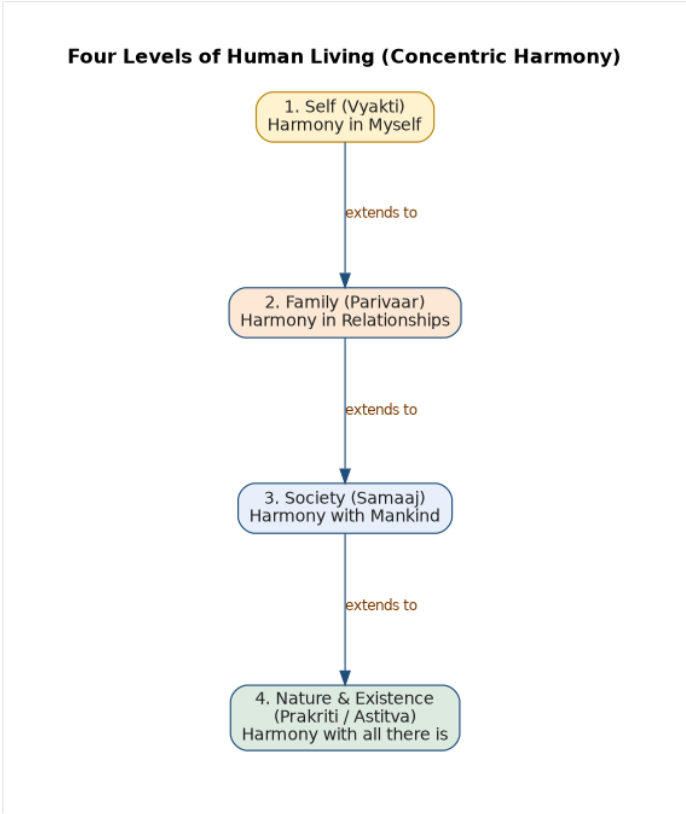 Four Levels of Human Living (Concentric Harmony)
1. Self (Vyakti)
Harmony in Myself
extends to
2. Family (Parivaar)
Harmony in Relationships
extends to
3. Society (Samaaj)
Harmony with Mankind
extends to
4. Nature & Existence
(Prakriti / Astitva)
Harmony with all there is